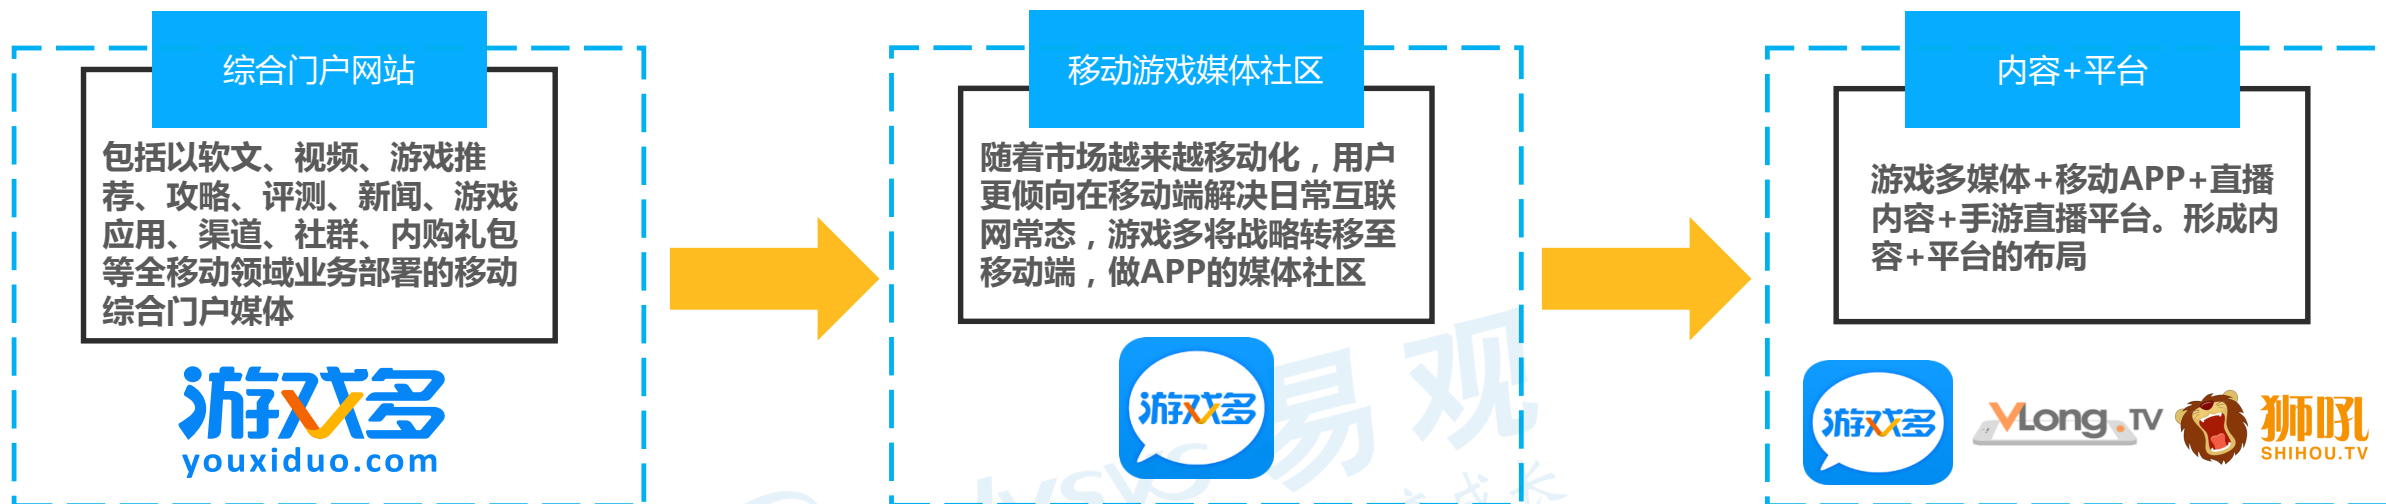 综合门户网站
包括以软文、视频、游戏推
荐、攻略、评测、新闻、游戏
应用、渠道、社群、内购礼包
等全移动领域业务部署的移动
综合门户媒体
游戏多
youxiduo.com
移动游戏媒体社区
随着市场越来越移动化，用户
更倾向在移动端解决日常互联
网常态，游戏多将战略转移至
移动端，做APP的媒体社区
游戏多
内容+平台
游戏多媒体+移动APP+直播
内容+手游直播平台。形成内
容+平台的布局
游戏多
VLong.TV
狮吼
SHIHOU.TV
易观